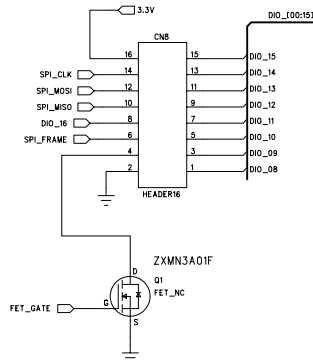 3.3V
DIO_[00:15]
CN8
16 15 DIO_15
SPI_CLK 14 13 DIO_14
SPI_MOSI 12 11 DIO_13
SPI_MISO 10 9 DIO_12
DIO_16 8 7 DIO_11
SPI_FRAME 6 5 DIO_10
4 3 DIO_09
2 1 DIO_08
HEADER16
ZXMN3A01F
D
Q1
FET_NC
FET_GATE G
S